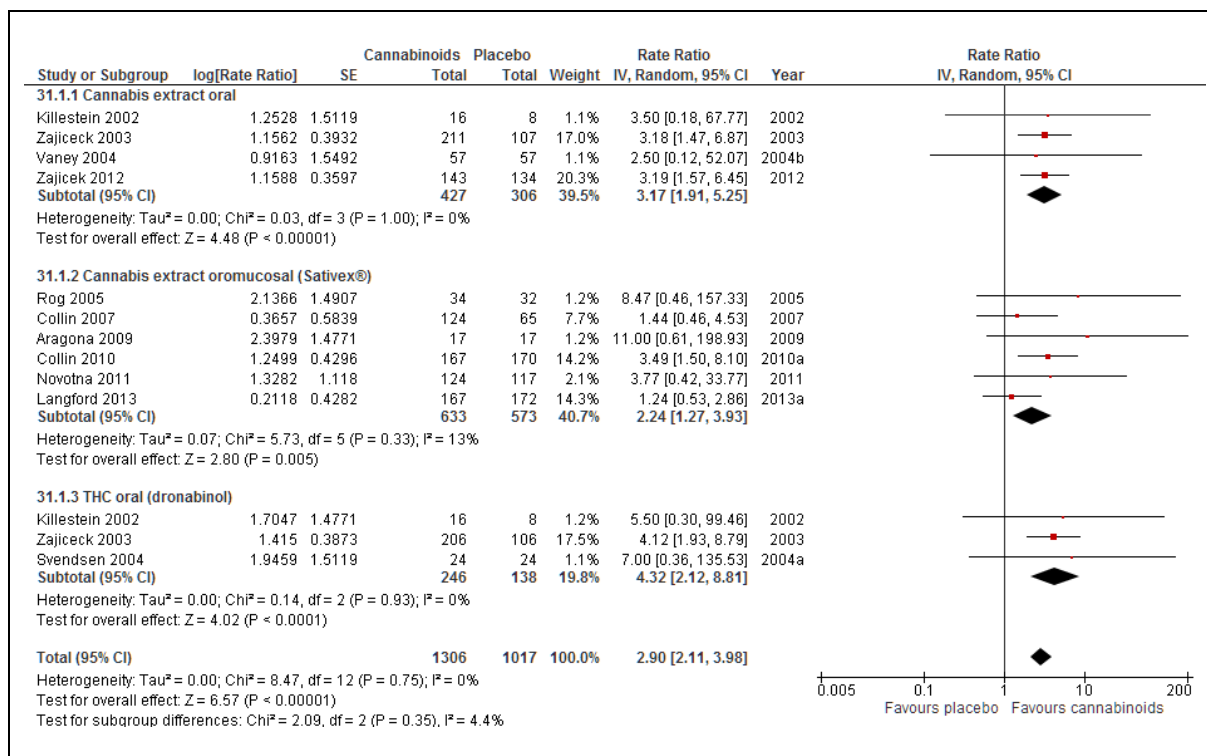 Cannabinoids Placebo Rate Ratio Rate Ratio
Study or Subgroup log[Rate Ratio] SE Total Total Weight IV, Random, 95% CI Year IV, Random, 95% CI
31.1.1 Cannabis extract oral
Killestein 2002 1.2528 1.5119 16 8 1.1% 3.50 [0.18, 67.77] 2002
Zajiceck 2003 1.1562 0.3932 211 107 17.0% 3.18 [1.47, 6.87] 2003
Vaney 2004 0.9163 1.5492 57 57 1.1% 2.50 [0.12, 52.07] 2004b
Zajicek 2012 1.1588 0.3597 143 134 20.3% 3.19 [1.57, 6.45] 2012
Subtotal (95% CI) 427 306 39.5% 3.17 [1.91, 5.25]
Heterogeneity: Tau² = 0.00; Chi² = 0.03, df = 3 (P = 1.00); I² = 0%
Test for overall effect: Z = 4.48 (P < 0.00001)
31.1.2 Cannabis extract oromucosal (Sativex®)
Rog 2005 2.1366 1.4907 34 32 1.2% 8.47 [0.46, 157.33] 2005
Collin 2007 0.3657 0.5839 124 65 7.7% 1.44 [0.46, 4.53] 2007
Aragona 2009 2.3979 1.4771 17 17 1.2% 11.00 [0.61, 198.93] 2009
Collin 2010 1.2499 0.4296 167 170 14.2% 3.49 [1.50, 8.10] 2010a
Novotna 2011 1.3282 1.118 124 117 2.1% 3.77 [0.42, 33.77] 2011
Langford 2013 0.2118 0.4282 167 172 14.3% 1.24 [0.53, 2.86] 2013a
Subtotal (95% CI) 633 573 40.7% 2.24 [1.27, 3.93]
Heterogeneity: Tau² = 0.07; Chi² = 5.73, df = 5 (P = 0.33); I² = 13%
Test for overall effect: Z = 2.80 (P = 0.005)
31.1.3 THC oral (dronabinol)
Killestein 2002 1.7047 1.4771 16 8 1.2% 5.50 [0.30, 99.46] 2002
Zajiceck 2003 1.415 0.3873 206 106 17.5% 4.12 [1.93, 8.79] 2003
Svendsen 2004 1.9459 1.5119 24 24 1.1% 7.00 [0.36, 135.53] 2004a
Subtotal (95% CI) 246 138 19.8% 4.32 [2.12, 8.81]
Heterogeneity: Tau² = 0.00; Chi² = 0.14, df = 2 (P = 0.93); I² = 0%
Test for overall effect: Z = 4.02 (P < 0.0001)
Total (95% CI) 1306 1017 100.0% 2.90 [2.11, 3.98]
Heterogeneity: Tau² = 0.00; Chi² = 8.47, df = 12 (P = 0.75); I² = 0%
Test for overall effect: Z = 6.57 (P < 0.00001)
Test for subgroup differences: Chi² = 2.09, df = 2 (P = 0.35), I² = 4.4%
0.005 0.1 1 10 200
Favours placebo Favours cannabinoids